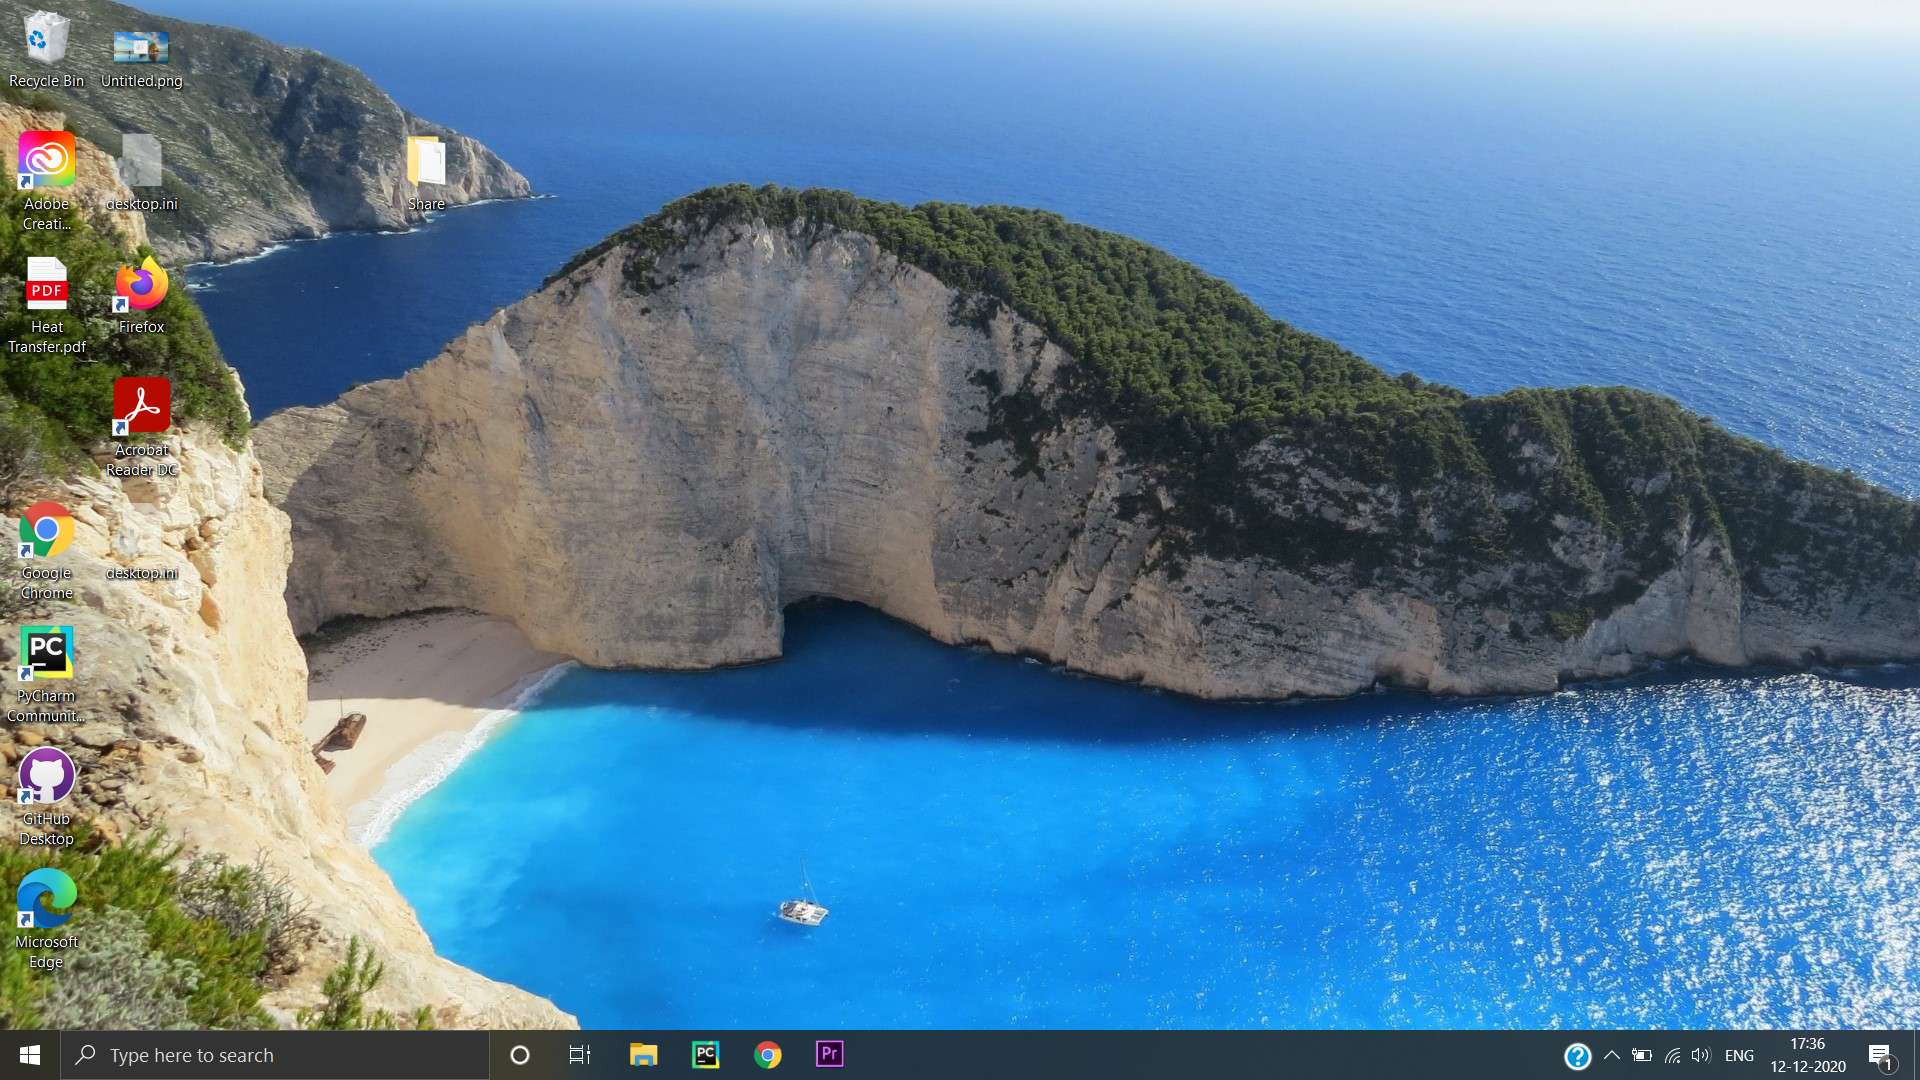 Recycle Bin
Untitled.png
Adobe
Creati...
desktop.ini
Share
PDF
Heat
Transfer.pdf
Firefox
Acrobat
Reader DC
Google
Chrome
desktop.ini
PC
PyCharm
Communit...
GitHub
Desktop
Microsoft
Edge
Type here to search
PC
Pr
?
ENG
17:36
12-12-2020
1